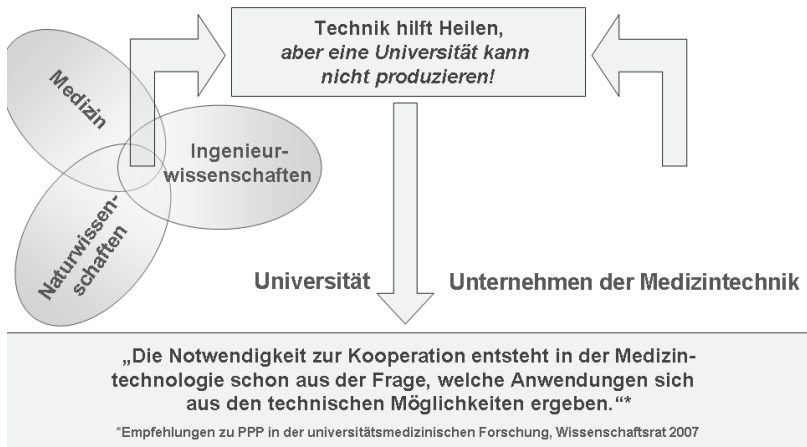 Technik hilft Heilen,
aber eine Universität kann
nicht produzieren!
Medizin
Ingenieur-
wissenschaften
Naturwissen-
schaften
Universität
Unternehmen der Medizintechnik
„Die Notwendigkeit zur Kooperation entsteht in der Medizin-
technologie schon aus der Frage, welche Anwendungen sich
aus den technischen Möglichkeiten ergeben.“*
*Empfehlungen zu PPP in der universitätsmedizinischen Forschung, Wissenschaftsrat 2007